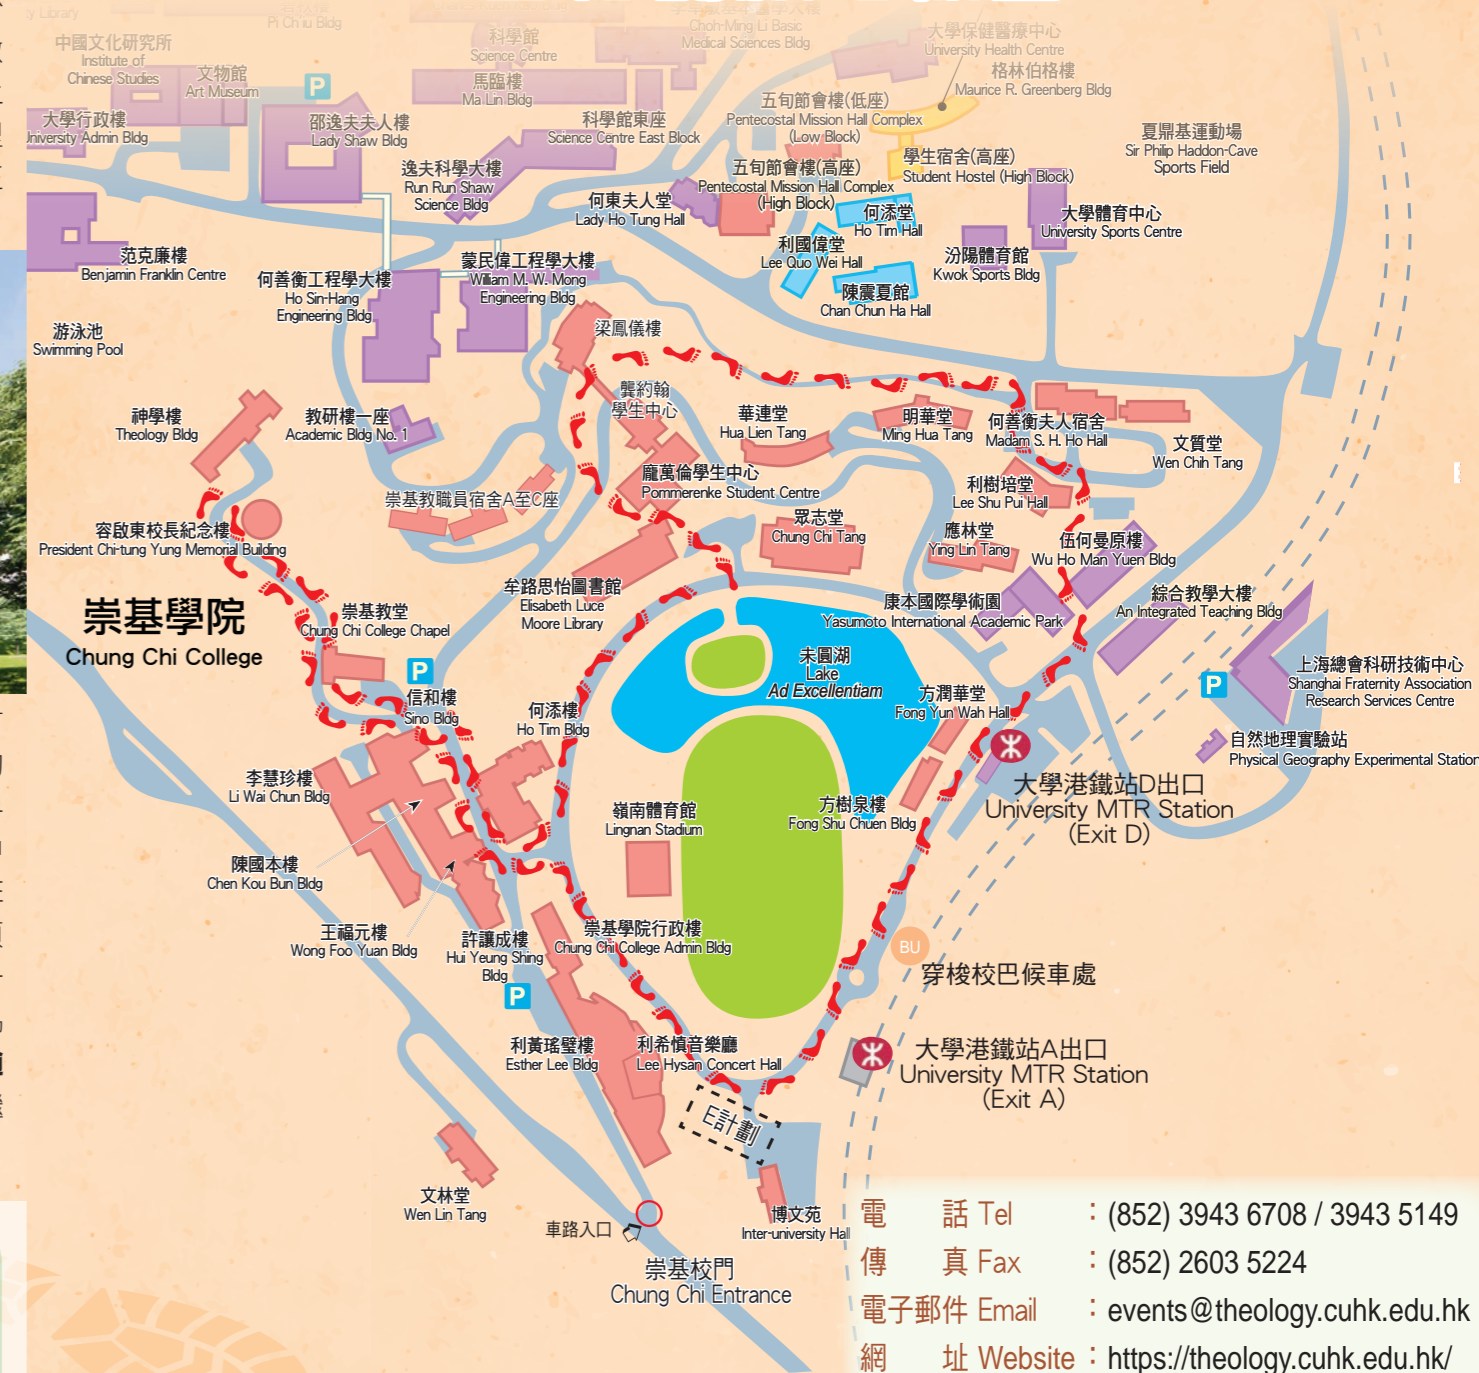 y Library
Pi Ch'iu Bldg
中國文化研究所
Institute of
Chinese Studies
文物館
Art Museum
P
科學館
Science Centre
馬臨樓
Ma Lin Bldg
Choh-Ming Li Basic
Medical Sciences Bldg
大學保健醫療中心
University Health Centre
格林伯格樓
Maurice R. Greenberg Bldg
大學行政樓
University Admin Bldg
邵逸夫夫人樓
Lady Shaw Bldg
科學館東座
Science Centre East Block
五旬節會樓(低座)
Pentecostal Mission Hall Complex
(Low Block)
夏鼎基運動場
Sir Philip Haddon-Cave
Sports Field
逸夫科學大樓
Run Run Shaw
Science Bldg
五旬節會樓(高座)
Pentecostal Mission Hall Complex
(High Block)
學生宿舍(高座)
Student Hostel (High Block)
何東夫人堂
Lady Ho Tung Hall
何添堂
Ho Tim Hall
大學體育中心
University Sports Centre
范克廉樓
Benjamin Franklin Centre
何善衡工程學大樓
Ho Sin-Hang
Engineering Bldg
蒙民偉工程學大樓
William M. W. Mong
Engineering Bldg
利國偉堂
Lee Quo Wei Hall
汾陽體育館
Kwok Sports Bldg
陳震夏館
Chan Chun Ha Hall
游泳池
Swimming Pool
梁鳳儀樓
神學樓
Theology Bldg
教研樓一座
Academic Bldg No. 1
龔約翰
學生中心
華連堂
Hua Lien Tang
明華堂
Ming Hua Tang
何善衡夫人宿舍
Madam S. H. Ho Hall
文質堂
Wen Chih Tang
崇基教職員宿舍A至C座
龐萬倫學生中心
Pommerenke Student Centre
利樹培堂
Lee Shu Pui Hall
容啟東校長紀念樓
President Chi-tung Yung Memorial Building
眾志堂
Chung Chi Tang
應林堂
Ying Lin Tang
伍何曼原樓
Wu Ho Man Yuen Bldg
崇基學院
Chung Chi College
崇基教堂
Chung Chi College Chapel
牟路思怡圖書館
Elisabeth Luce
Moore Library
康本國際學術園
Yasumoto International Academic Park
綜合教學大樓
An Integrated Teaching Bldg
P
信和樓
Sino Bldg
何添樓
Ho Tim Bldg
未圓湖
Lake
Ad Excellentiam
方潤華堂
Fong Yun Wah Hall
P
上海總會科研技術中心
Shanghai Fraternity Association
Research Services Centre
自然地理實驗站
Physical Geography Experimental Station
李慧珍樓
Li Wai Chun Bldg
嶺南體育館
Lingnan Stadium
方樹泉樓
Fong Shu Chuen Bldg
大學港鐵站D出口
University MTR Station
(Exit D)
陳國本樓
Chen Kou Bun Bldg
王福元樓
Wong Foo Yuan Bldg
許讓成樓
Hui Yeung Shing
Bldg
P
崇基學院行政樓
Chung Chi College Admin Bldg
BU
穿梭校巴候車處
利黃瑤璧樓
Esther Lee Bldg
利希慎音樂廳
Lee Hysan Concert Hall
大學港鐵站A出口
University MTR Station
(Exit A)
E計劃
文林堂
Wen Lin Tang
車路入口
博文苑
Inter-university Hall
崇基校門
Chung Chi Entrance
電 話 Tel : (852) 3943 6708 / 3943 5149
傳 真 Fax : (852) 2603 5224
電子郵件 Email : events@theology.cuhk.edu.hk
網 址 Website : https://theology.cuhk.edu.hk/